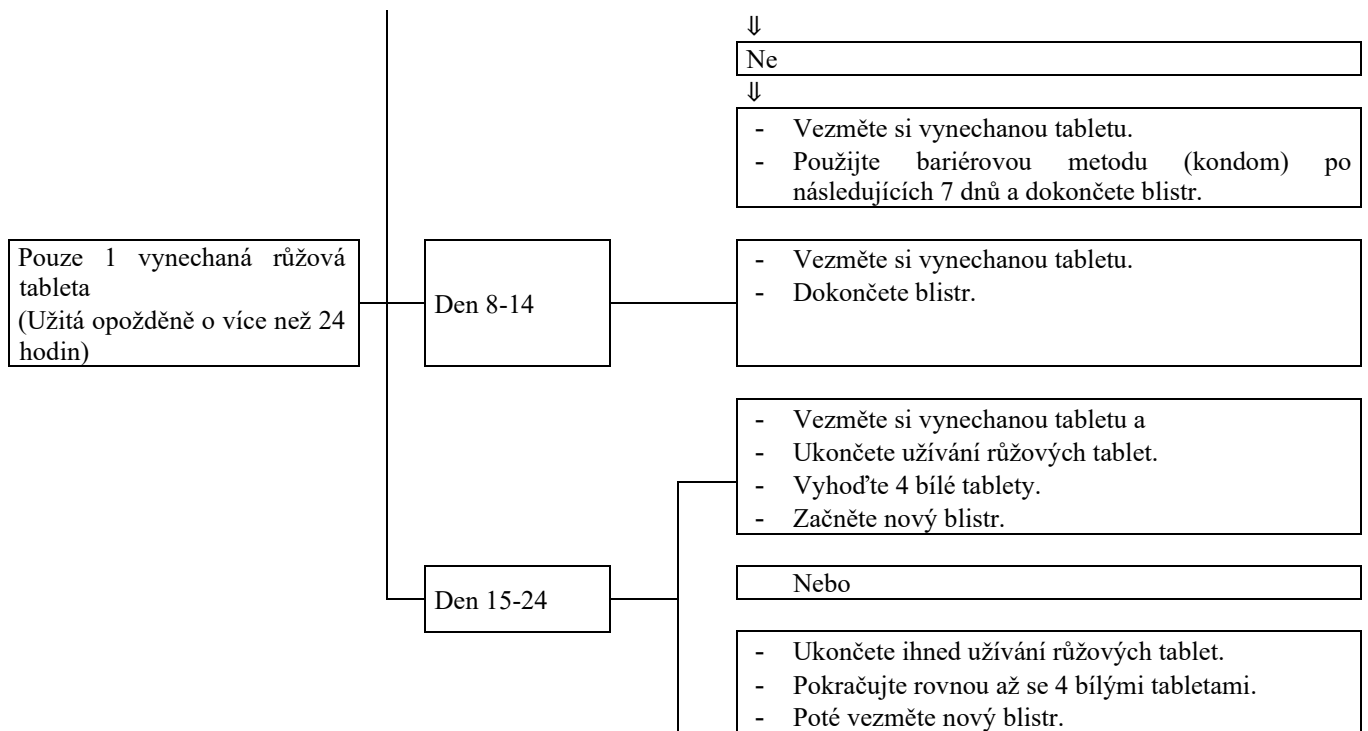 ⇓
Ne
⇓
- Vezměte si vynechanou tabletu.
- Použijte bariérovou metodu (kondom) po
následujících 7 dnů a dokončete blistr.
Pouze 1 vynechaná růžová
tableta
(Užitá opožděně o více než 24
hodin)
Den 8-14
- Vezměte si vynechanou tabletu.
- Dokončete blistr.
- Vezměte si vynechanou tabletu a
- Ukončete užívání růžových tablet.
- Vyhoďte 4 bílé tablety.
- Začněte nový blistr.
Den 15-24
Nebo
- Ukončete ihned užívání růžových tablet.
- Pokračujte rovnou až se 4 bílými tabletami.
- Poté vezměte nový blistr.